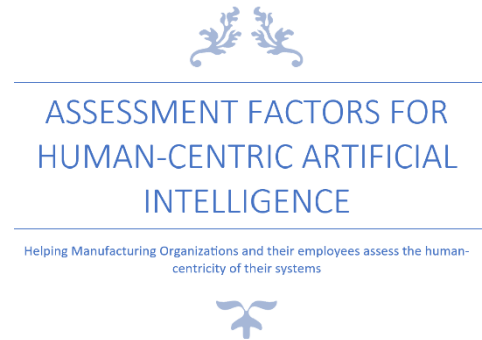 ASSESSMENT FACTORS FOR
HUMAN-CENTRIC ARTIFICIAL
INTELLIGENCE
Helping Manufacturing Organizations and their employees assess the human-
centricity of their systems